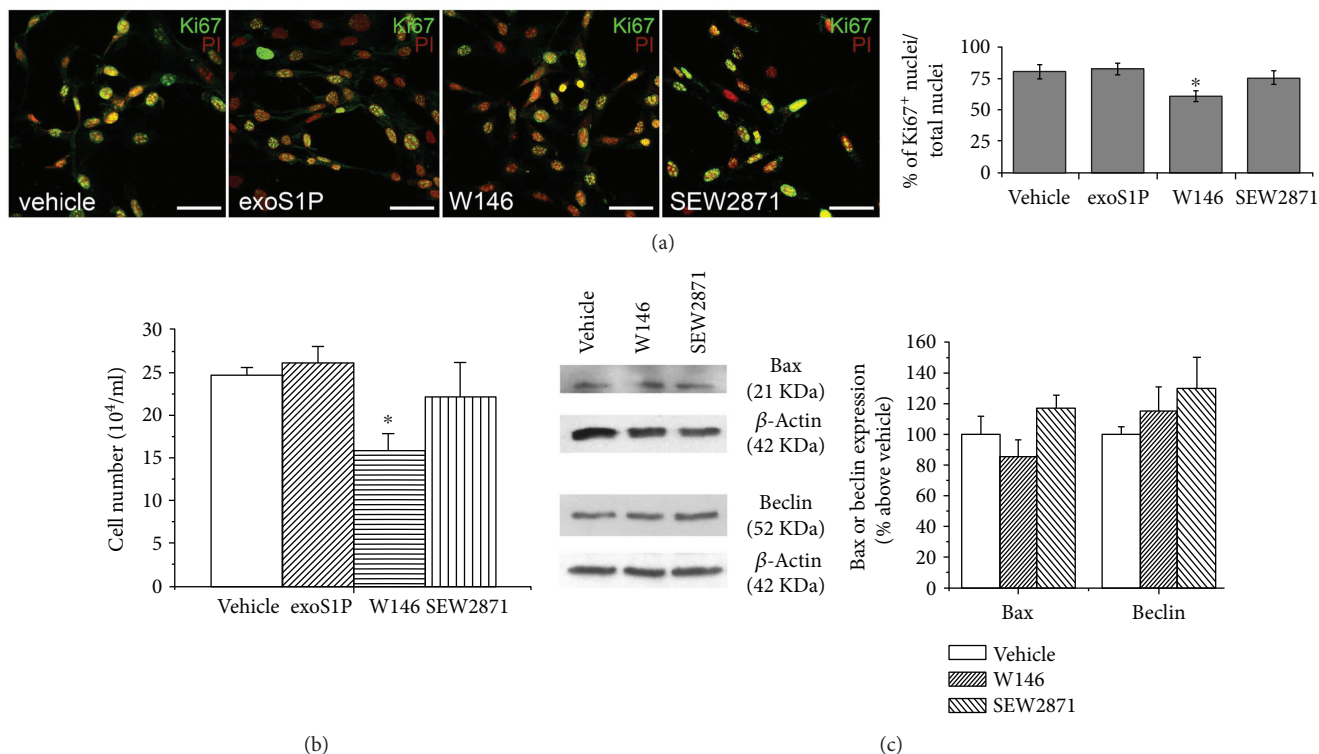 Ki67
PI
vehicle
Ki67
PI
exoS1P
Ki67
PI
W146
Ki67
PI
SEW2871
% of Ki67+ nuclei/
total nuclei
100
75
50
25
0
*
Vehicle exoS1P W146 SEW2871
(a)
Cell number (10⁴/ml)
30
25
20
15
10
5
0
*
Vehicle exoS1P W146 SEW2871
(b)
Vehicle
W146
SEW2871
Bax
(21 KDa)
β-Actin
(42 KDa)
Beclin
(52 KDa)
β-Actin
(42 KDa)
Bax or beclin expression
(% above vehicle)
160
140
120
100
80
60
40
20
0
Bax Beclin
Vehicle
W146
SEW2871
(c)